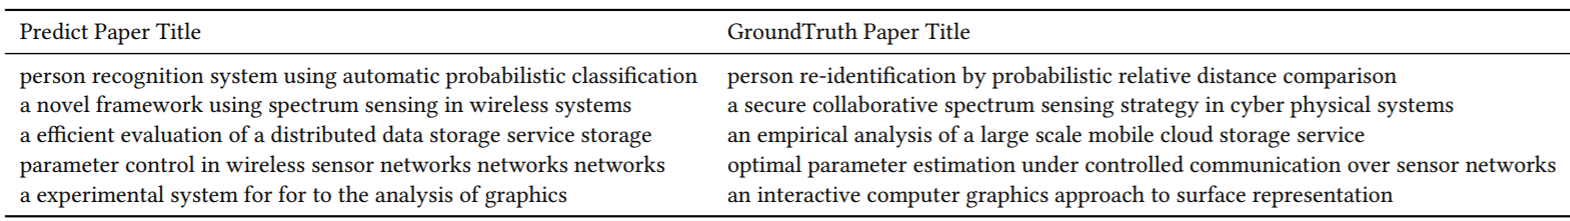 Predict Paper Title GroundTruth Paper Title
person recognition system using automatic probabilistic classification person re-identification by probabilistic relative distance comparison
a novel framework using spectrum sensing in wireless systems a secure collaborative spectrum sensing strategy in cyber physical systems
a efficient evaluation of a distributed data storage service storage an empirical analysis of a large scale mobile cloud storage service
parameter control in wireless sensor networks networks networks optimal parameter estimation under controlled communication over sensor networks
a experimental system for for to the analysis of graphics an interactive computer graphics approach to surface representation